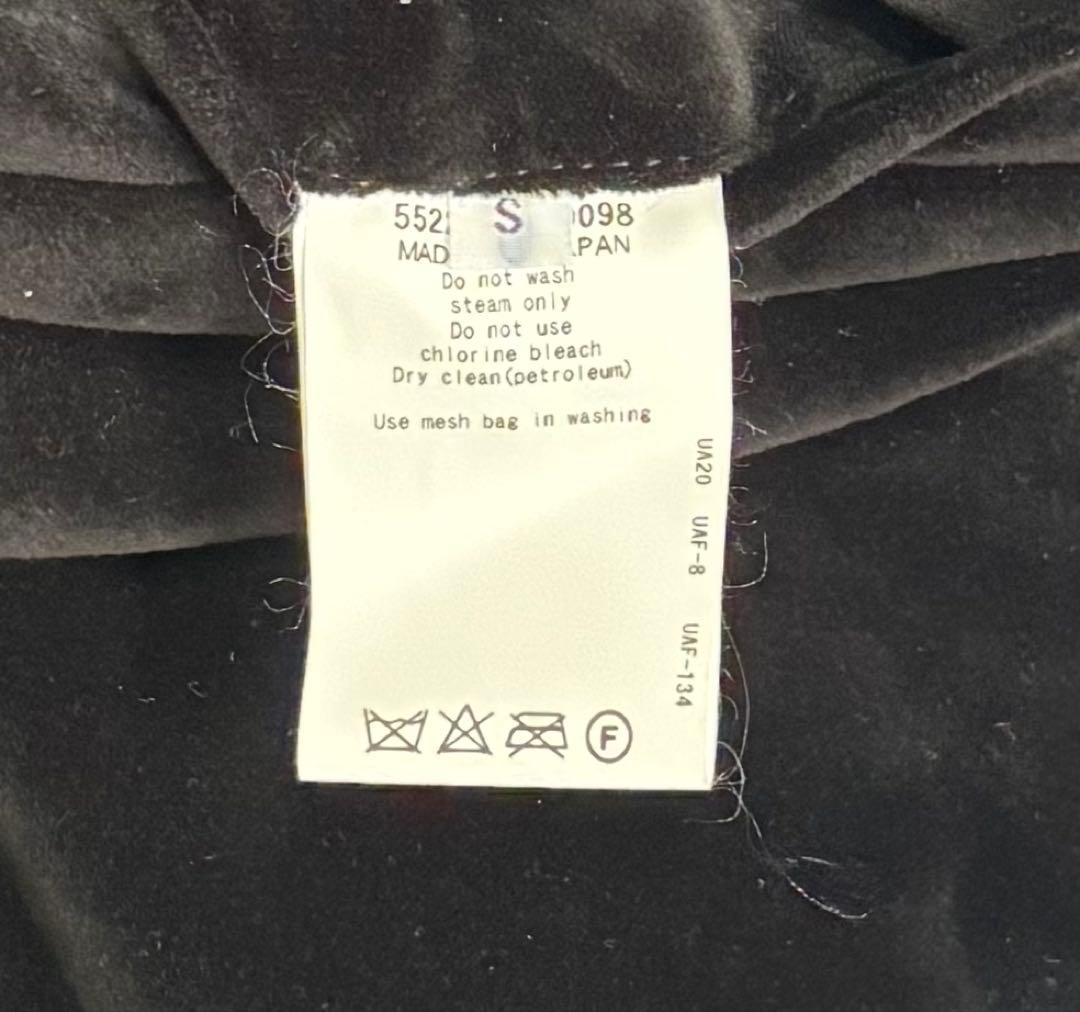 552 S 098
MAD PAN
Do not wash
steam only
Do not use
chlorine bleach
Dry clean(petroleum)
Use mesh bag in washing
UA20 UAF-8 UAF-134
F